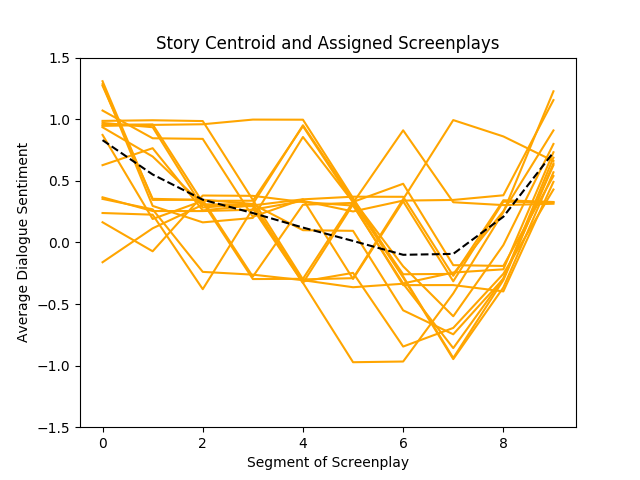 Story Centroid and Assigned Screenplays
1.5
1.0
0.5
0.0
−0.5
−1.0
−1.5
Average Dialogue Sentiment
0 2 4 6 8
Segment of Screenplay